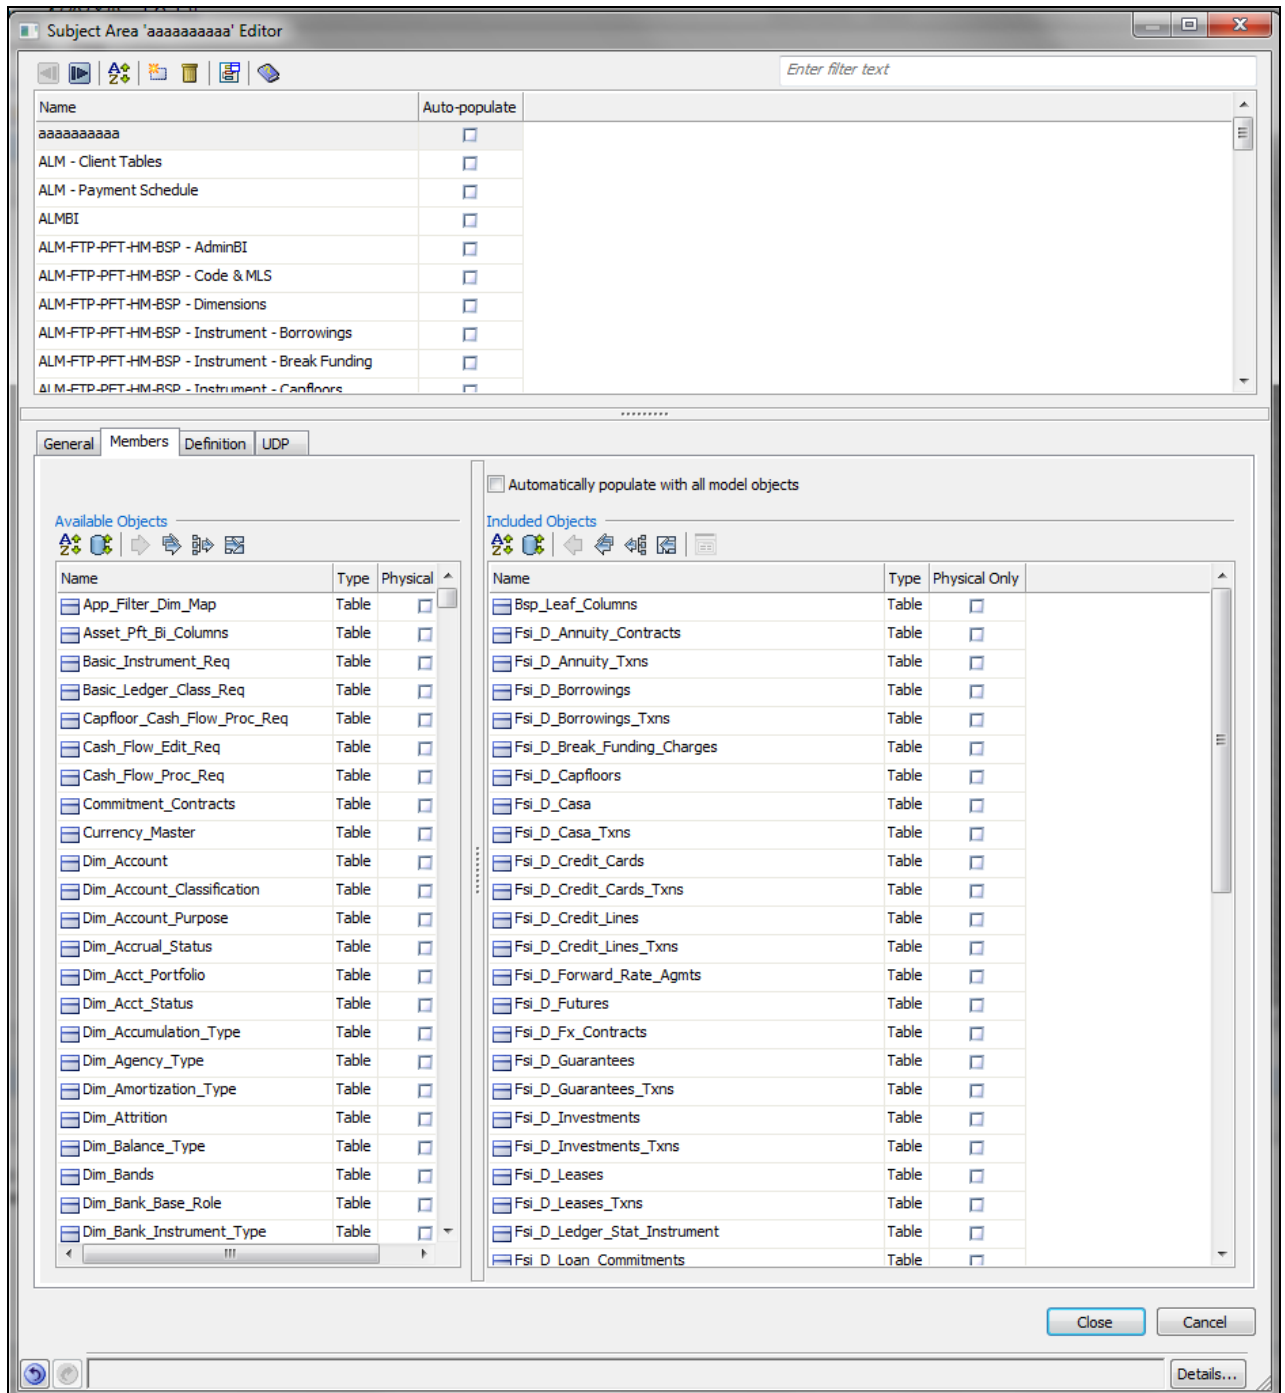 Subject Area 'aaaaaaaaaa' Editor
Enter filter text
Name Auto-populate
aaaaaaaaaa
ALM - Client Tables
ALM - Payment Schedule
ALMBI
ALM-FTP-PFT-HM-BSP - AdminBI
ALM-FTP-PFT-HM-BSP - Code & MLS
ALM-FTP-PFT-HM-BSP - Dimensions
ALM-FTP-PFT-HM-BSP - Instrument - Borrowings
ALM-FTP-PFT-HM-BSP - Instrument - Break Funding
ALM-FTP-PFT-HM-BSP - Instrument - Capfloors
General Members Definition UDP
Automatically populate with all model objects
Available Objects
Name Type Physical
App_Filter_Dim_Map Table
Asset_Pft_Bi_Columns Table
Basic_Instrument_Req Table
Basic_Ledger_Class_Req Table
Capfloor_Cash_Flow_Proc_Req Table
Cash_Flow_Edit_Req Table
Cash_Flow_Proc_Req Table
Commitment_Contracts Table
Currency_Master Table
Dim_Account Table
Dim_Account_Classification Table
Dim_Account_Purpose Table
Dim_Accrual_Status Table
Dim_Acct_Portfolio Table
Dim_Acct_Status Table
Dim_Accumulation_Type Table
Dim_Agency_Type Table
Dim_Amortization_Type Table
Dim_Attrition Table
Dim_Balance_Type Table
Dim_Bands Table
Dim_Bank_Base_Role Table
Dim_Bank_Instrument_Type Table
Included Objects
Name Type Physical Only
Bsp_Leaf_Columns Table
Fsi_D_Annuity_Contracts Table
Fsi_D_Annuity_Txns Table
Fsi_D_Borrowings Table
Fsi_D_Borrowings_Txns Table
Fsi_D_Break_Funding_Charges Table
Fsi_D_Capfloors Table
Fsi_D_Casa Table
Fsi_D_Casa_Txns Table
Fsi_D_Credit_Cards Table
Fsi_D_Credit_Cards_Txns Table
Fsi_D_Credit_Lines Table
Fsi_D_Credit_Lines_Txns Table
Fsi_D_Forward_Rate_Agmts Table
Fsi_D_Futures Table
Fsi_D_Fx_Contracts Table
Fsi_D_Guarantees Table
Fsi_D_Guarantees_Txns Table
Fsi_D_Investments Table
Fsi_D_Investments_Txns Table
Fsi_D_Leases Table
Fsi_D_Leases_Txns Table
Fsi_D_Ledger_Stat_Instrument Table
Fsi_D_Loan_Commitments Table
Close Cancel
Details...